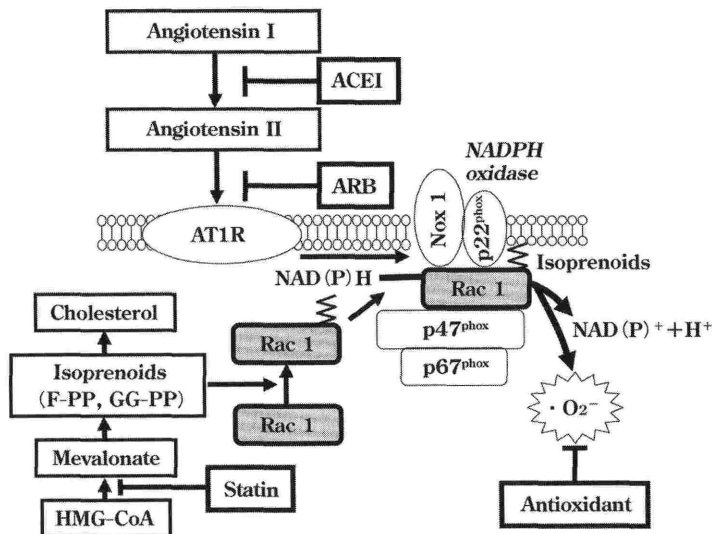 Angiotensin I
ACEI
Angiotensin II
NADPH
oxidase
ARB
AT1R
Nox 1
p22phox
Isoprenoids
NAD(P)H
Rac 1
Cholesterol
NAD(P)⁺+H⁺
p47phox
Rac 1
Isoprenoids
(F-PP, GG-PP)
p67phox
Rac 1
· O₂⁻
Mevalonate
Statin
Antioxidant
HMG-CoA